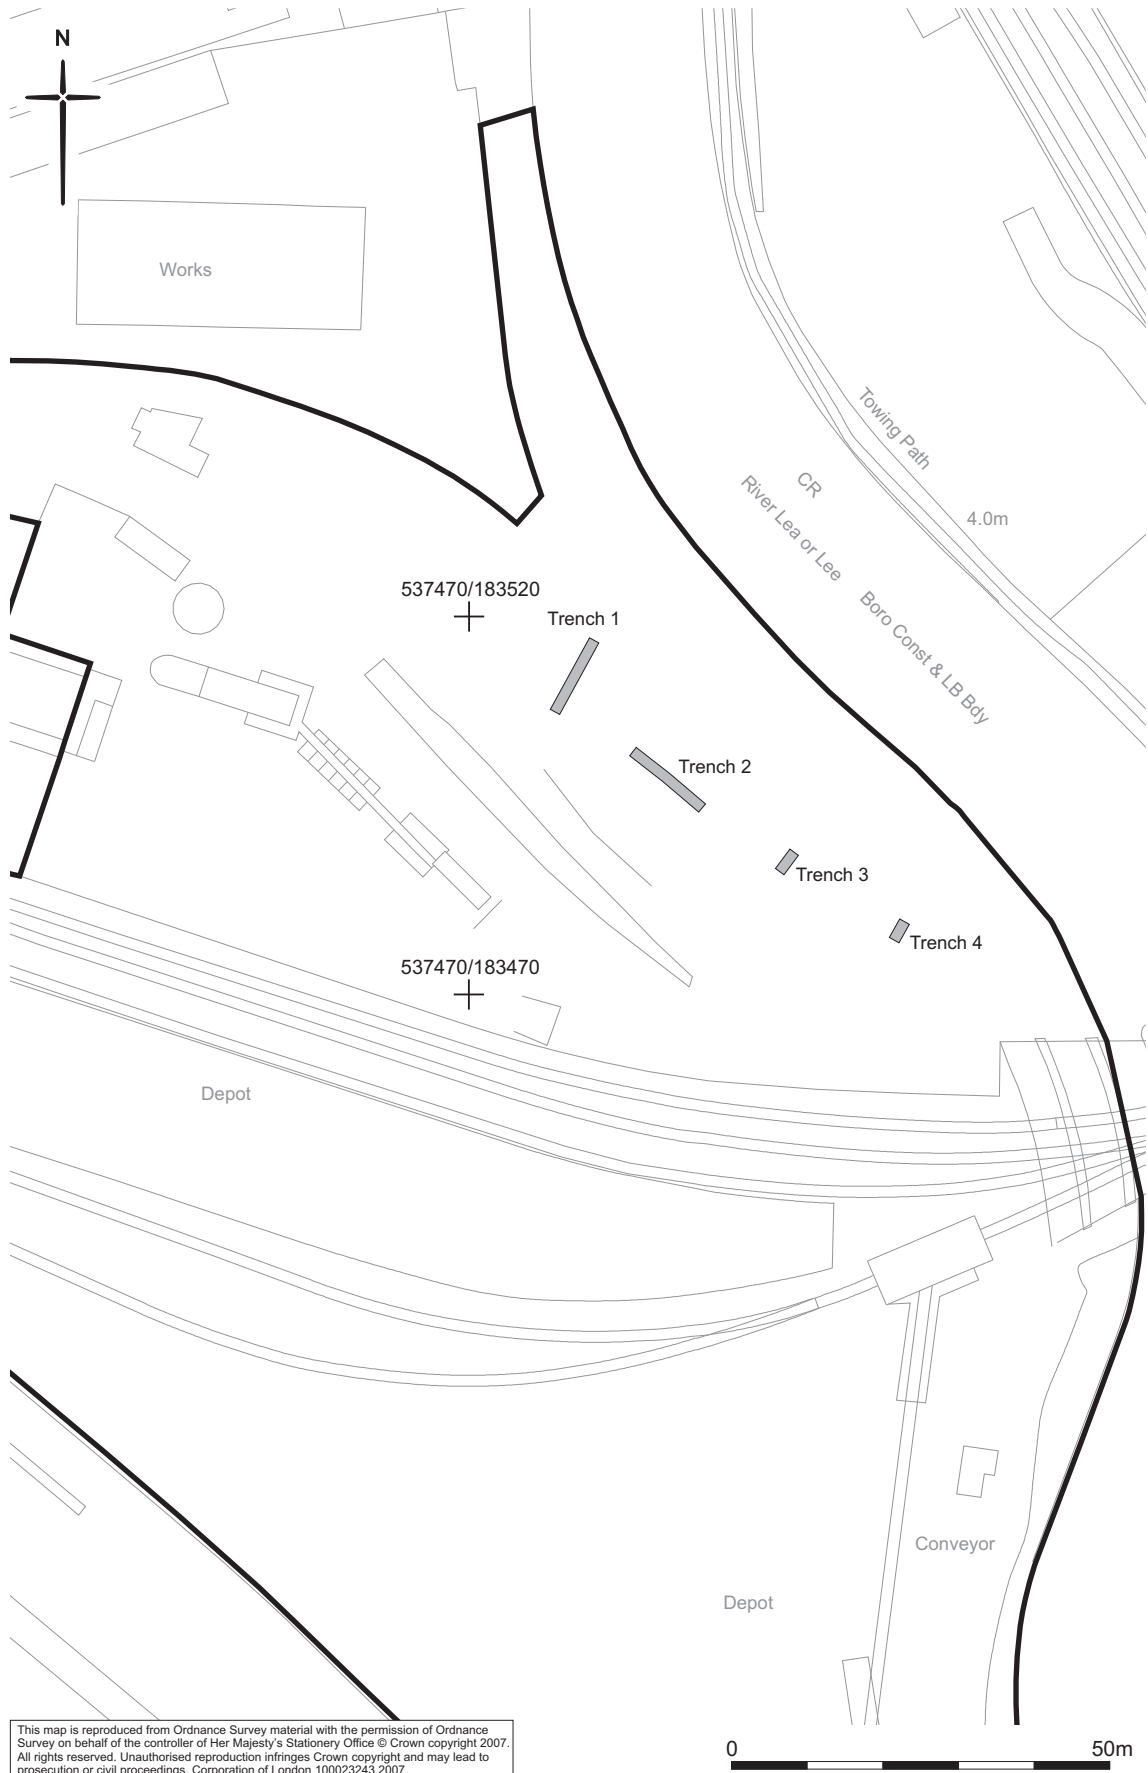 N
Works
Towing Path
CR
River Lea or Lee
4.0m
Boro Const & LB Bdy
537470/183520
Trench 1
Trench 2
Trench 3
Trench 4
537470/183470
Depot
Conveyor
Depot
This map is reproduced from Ordnance Survey material with the permission of Ordnance
Survey on behalf of the controller of Her Majesty's Stationery Office © Crown copyright 2007.
All rights reserved. Unauthorised reproduction infringes Crown copyright and may lead to
prosecution or civil proceedings. Corporation of London 100023243 2007.
0 50m